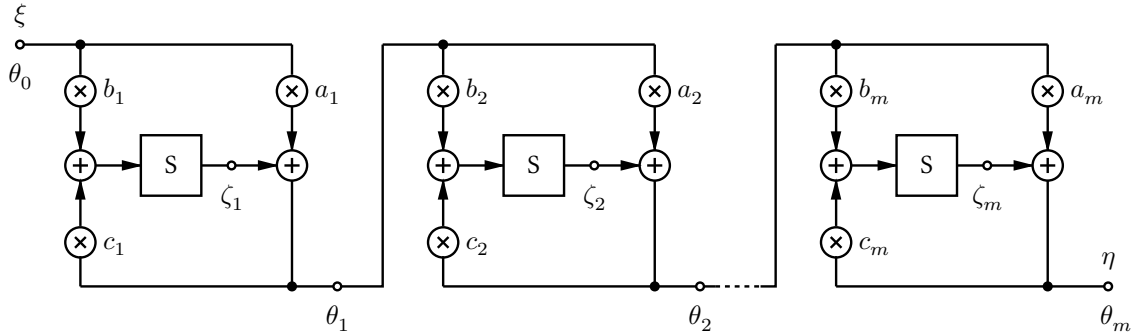 ξ
θ₀
b₁ a₁ b₂ a₂ bₘ aₘ
S S S
ζ₁ ζ₂ ζₘ
c₁ c₂ cₘ
η
θ₁ θ₂ θₘ